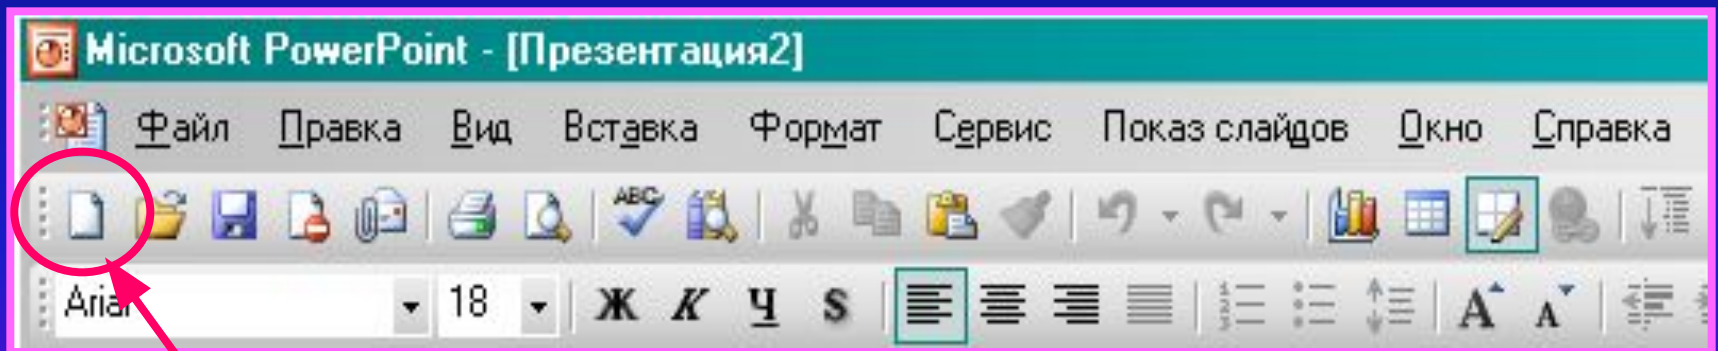 Microsoft PowerPoint - [Презентация2]
Файл Правка Вид Вставка Формат Сервис Показ слайдов Окно Справка
ABC
Arial 18 Ж К Ч S A A